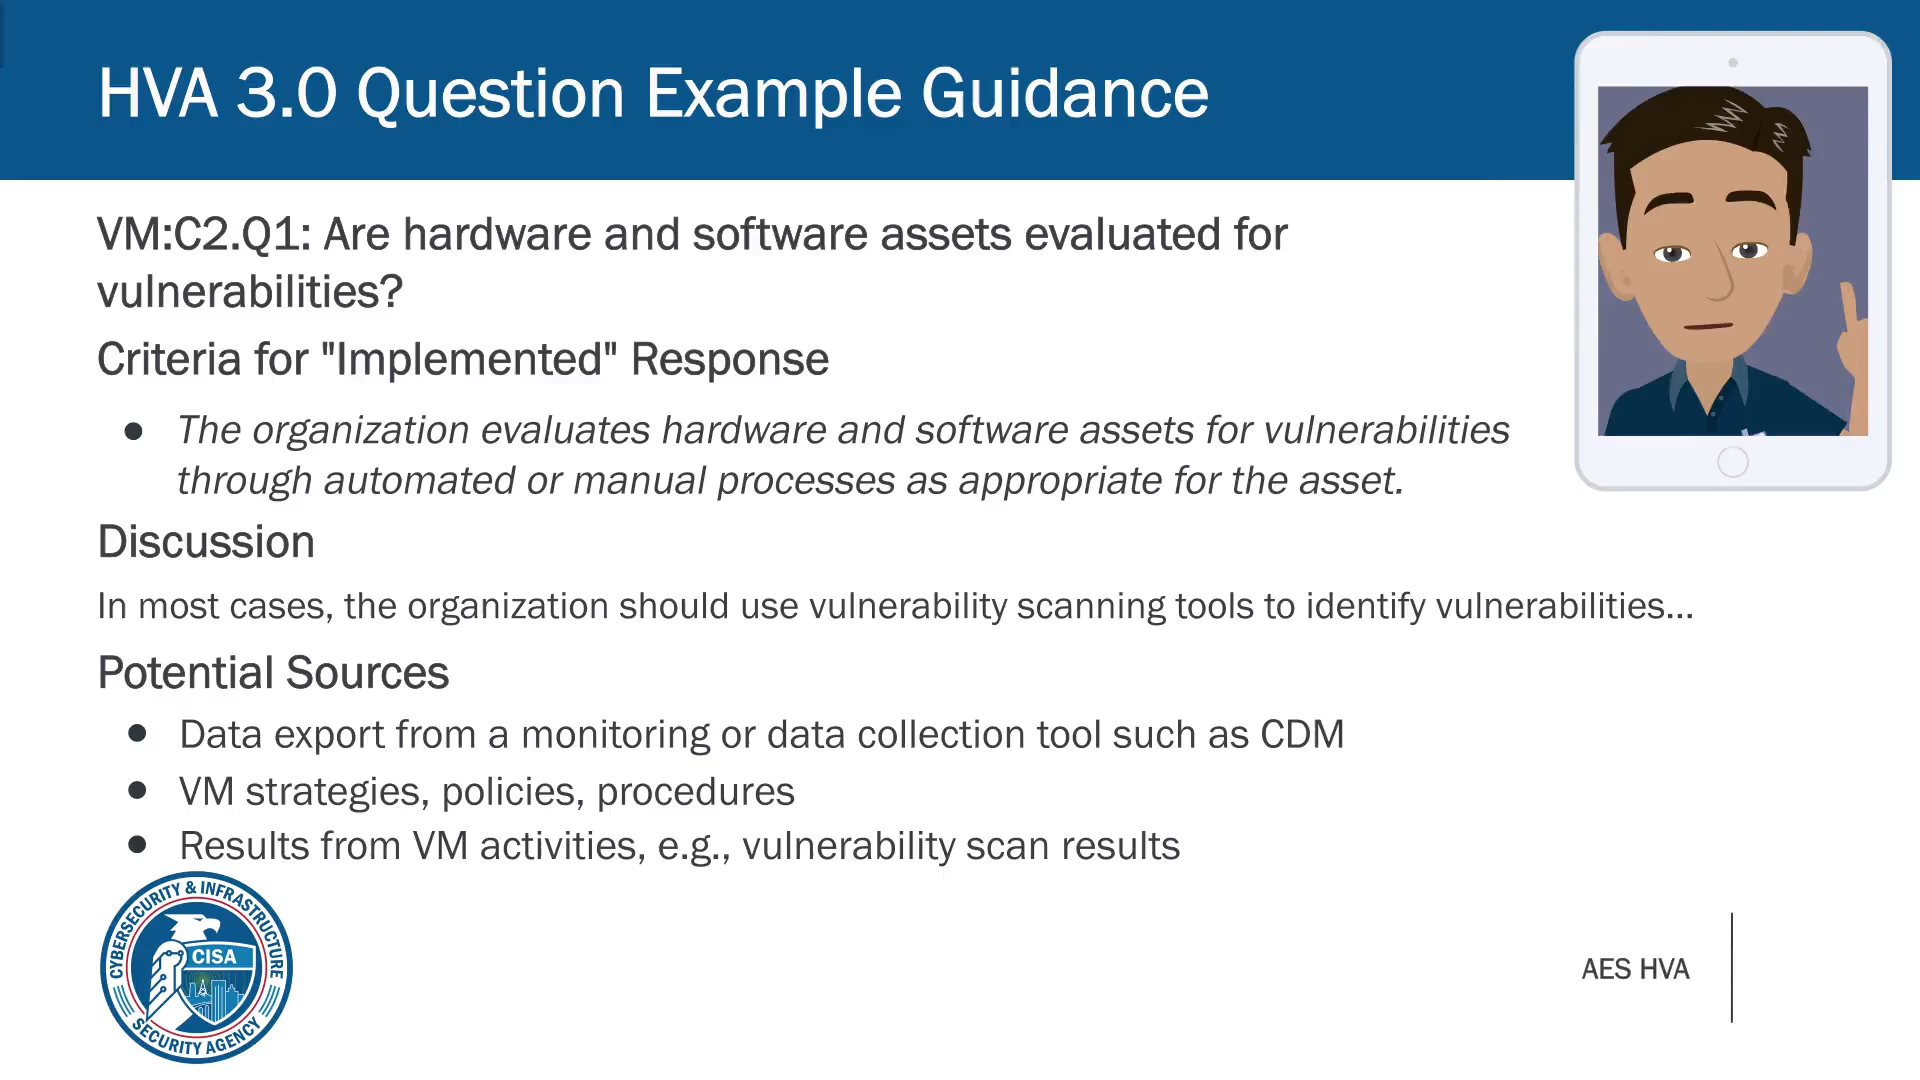 HVA 3.0 Question Example Guidance
VM:C2.Q1: Are hardware and software assets evaluated for
vulnerabilities?
Criteria for "Implemented" Response
● The organization evaluates hardware and software assets for vulnerabilities
through automated or manual processes as appropriate for the asset.
Discussion
In most cases, the organization should use vulnerability scanning tools to identify vulnerabilities...
Potential Sources
● Data export from a monitoring or data collection tool such as CDM
● VM strategies, policies, procedures
● Results from VM activities, e.g., vulnerability scan results
CYBERSECURITY & INFRASTRUCTURE
CISA
SECURITY AGENCY
AES HVA